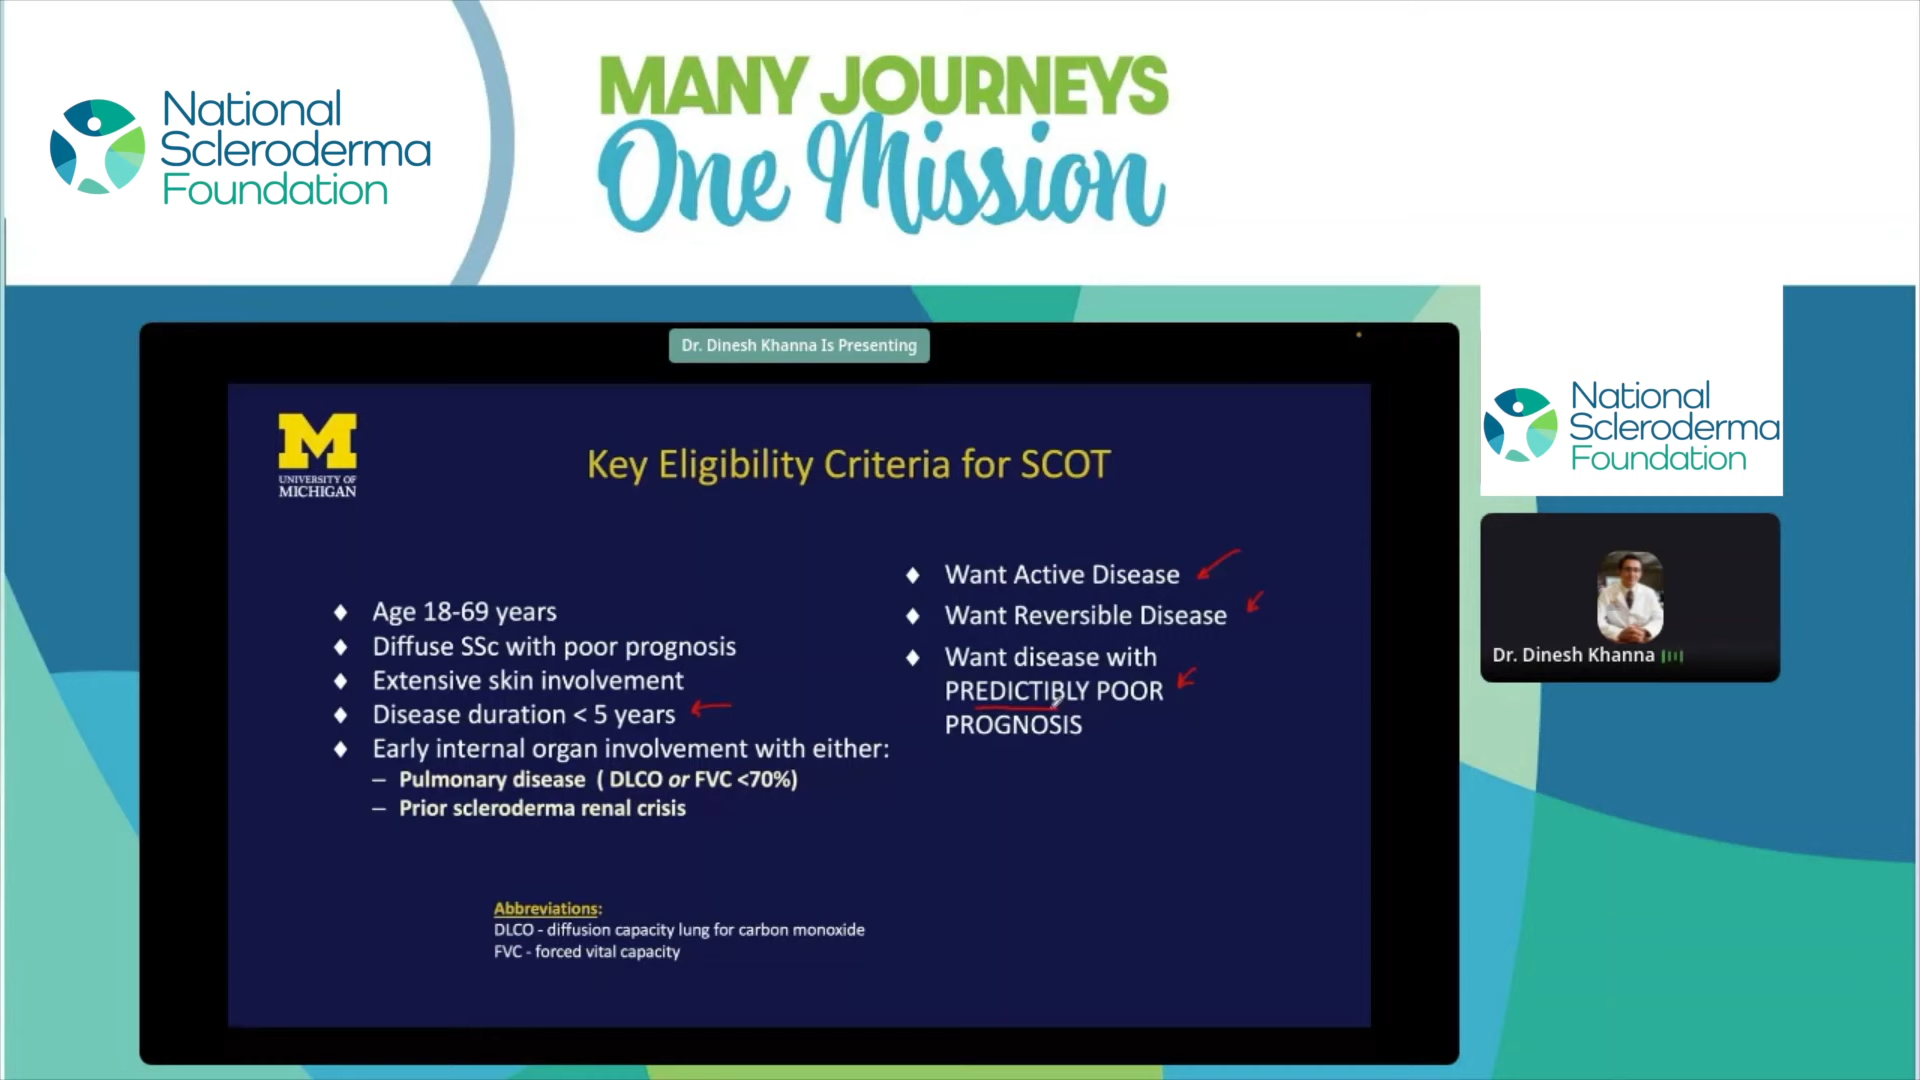 National
Scleroderma
Foundation
MANY JOURNEYS
One Mission
Dr. Dinesh Khanna Is Presenting
M
UNIVERSITY OF
MICHIGAN
Key Eligibility Criteria for SCOT
♦ Age 18-69 years
♦ Diffuse SSc with poor prognosis
♦ Extensive skin involvement
♦ Disease duration < 5 years
♦ Early internal organ involvement with either:
– Pulmonary disease ( DLCO or FVC <70%)
– Prior scleroderma renal crisis
♦ Want Active Disease
♦ Want Reversible Disease
♦ Want disease with
PREDICTIBLY POOR
PROGNOSIS
Abbreviations:
DLCO - diffusion capacity lung for carbon monoxide
FVC - forced vital capacity
National
Scleroderma
Foundation
Dr. Dinesh Khanna